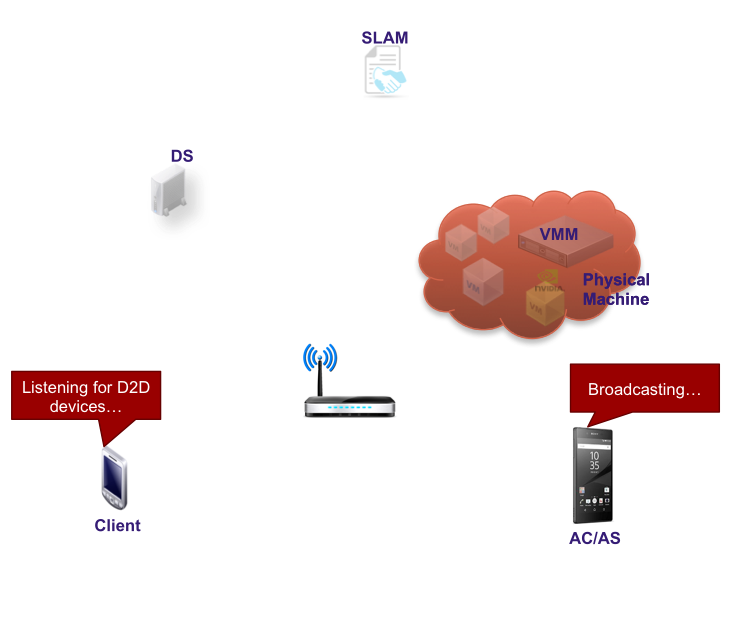 SLAM
DS
VMM
VM
VM
VM
VM
NVIDIA
Physical
Machine
Listening for D2D
devices…
Broadcasting…
10
35
Client
AC/AS